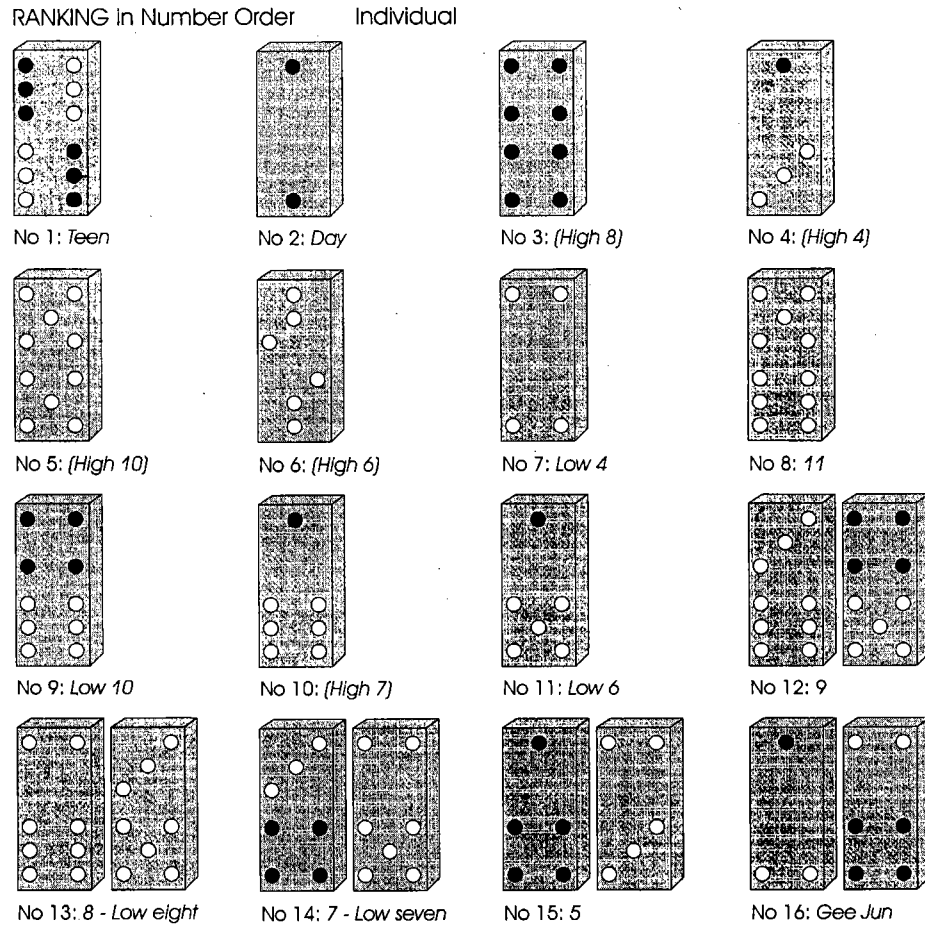 RANKING in Number Order Individual
No 1: Teen
No 2: Day
No 3: (High 8)
No 4: (High 4)
No 5: (High 10)
No 6: (High 6)
No 7: Low 4
No 8: 11
No 9: Low 10
No 10: (High 7)
No 11: Low 6
No 12: 9
No 13: 8 - Low eight
No 14: 7 - Low seven
No 15: 5
No 16: Gee Jun